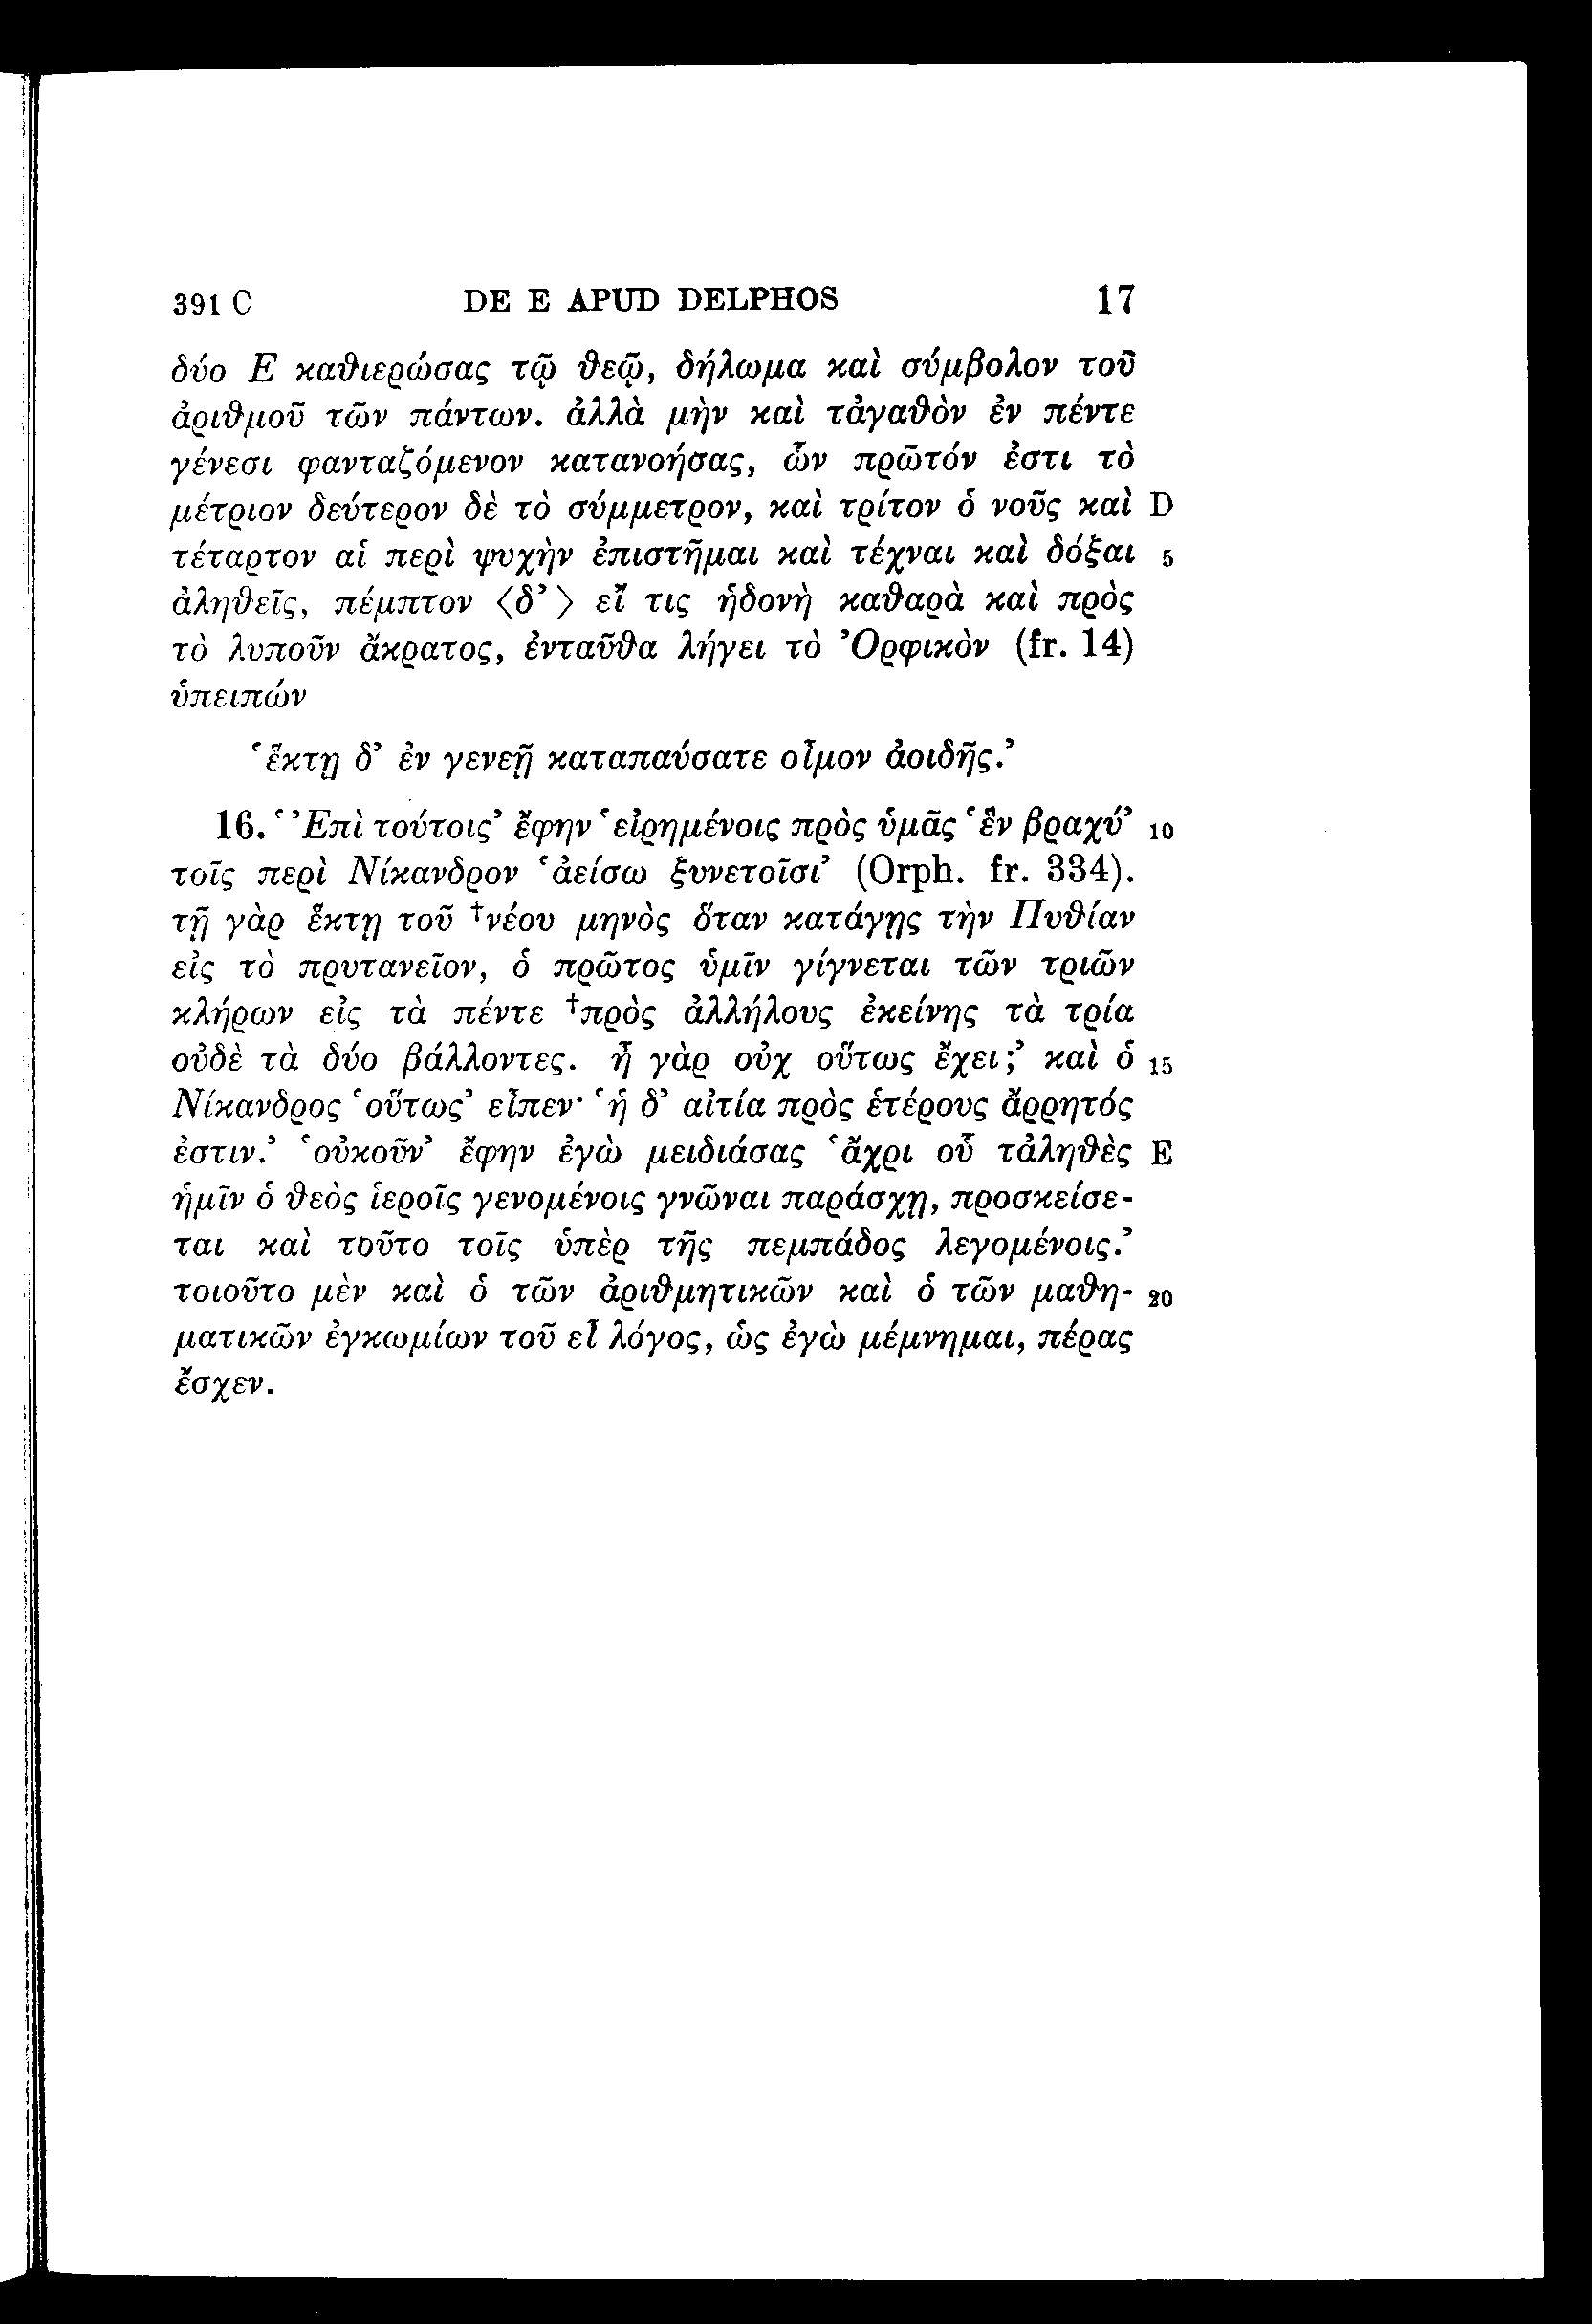 391 C DE E APUD DELPHOS 17
δύο Ε καθιερώσας τῷ θεῷ, δήλωμα καὶ σύμβολον τοῦ
ἀριθμοῦ τῶν πάντων. ἀλλὰ μὴν καὶ τἀγαθὸν ἐν πέντε
γένεσι φανταζόμενον κατανοήσας, ὧν πρῶτόν ἐστι τὸ
μέτριον δεύτερον δὲ τὸ σύμμετρον, καὶ τρίτον ὁ νοῦς καὶ D
τέταρτον αἱ περὶ ψυχὴν ἐπιστῆμαι καὶ τέχναι καὶ δόξαι 5
ἀληθεῖς, πέμπτον 〈δ’〉 εἴ τις ἡδονὴ καθαρὰ καὶ πρὸς
τὸ λυποῦν ἄκρατος, ἐνταῦθα λήγει τὸ Ὀρφικὸν (fr. 14)
ὑπειπών
‘ἕκτῃ δ’ ἐν γενεῇ καταπαύσατε οἶμον ἀοιδῆς.’
16. ‘Ἐπὶ τούτοις’ ἔφην ‘εἰρημένοις πρὸς ὑμᾶς ‘ἓν βραχύ’ 10
τοῖς περὶ Νίκανδρον ‘ἀείσω ξυνετοῖσι’ (Orph. fr. 334).
τῇ γὰρ ἕκτῃ τοῦ †νέου μηνὸς ὅταν κατάγῃς τὴν Πυθίαν
εἰς τὸ πρυτανεῖον, ὁ πρῶτος ὑμῖν γίγνεται τῶν τριῶν
κλήρων εἰς τὰ πέντε †πρὸς ἀλλήλους ἐκείνης τὰ τρία
οὐδὲ τὰ δύο βάλλοντες. ἦ γὰρ οὐχ οὕτως ἔχει;’ καὶ ὁ 15
Νίκανδρος ‘οὕτως’ εἶπεν· ‘ἡ δ’ αἰτία πρὸς ἑτέρους ἄρρητός
ἐστιν.’ ‘οὐκοῦν’ ἔφην ἐγὼ μειδιάσας ‘ἄχρι οὗ τἀληθὲς E
ἡμῖν ὁ θεὸς ἱεροῖς γενομένοις γνῶναι παράσχῃ, προσκείσε-
ται καὶ τοῦτο τοῖς ὑπὲρ τῆς πεμπάδος λεγομένοις.’
τοιοῦτο μὲν καὶ ὁ τῶν ἀριθμητικῶν καὶ ὁ τῶν μαθη- 20
ματικῶν ἐγκωμίων τοῦ εἶ λόγος, ὡς ἐγὼ μέμνημαι, πέρας
ἔσχεν.